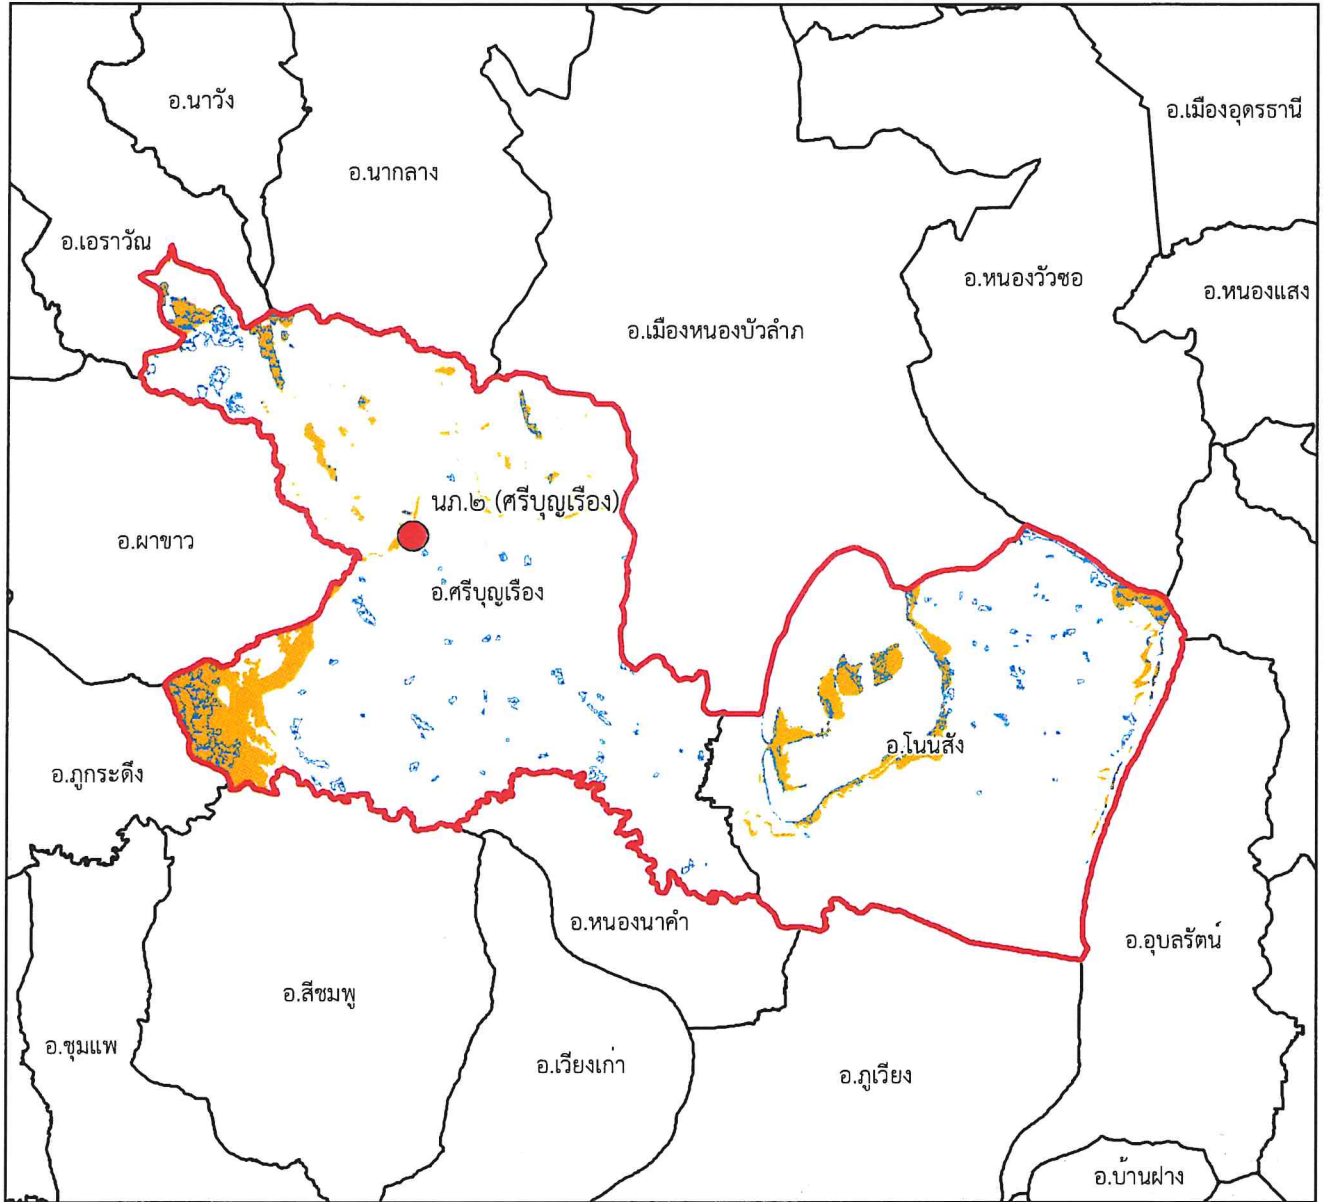 อ.นาวัง
อ.เมืองอุดรธานี
อ.นากลาง
อ.เอราวัณ
อ.หนองวัวซอ
อ.หนองแสง
อ.เมืองหนองบัวลำภู
นภ.๒ (ศรีบุญเรือง)
อ.ผาขาว
อ.ศรีบุญเรือง
อ.โนนสัง
อ.ภูกระดึง
อ.หนองนาคำ
อ.อุบลรัตน์
อ.สีชมพู
อ.ชุมแพ
อ.เวียงเก่า
อ.ภูเวียง
อ.บ้านฝาง